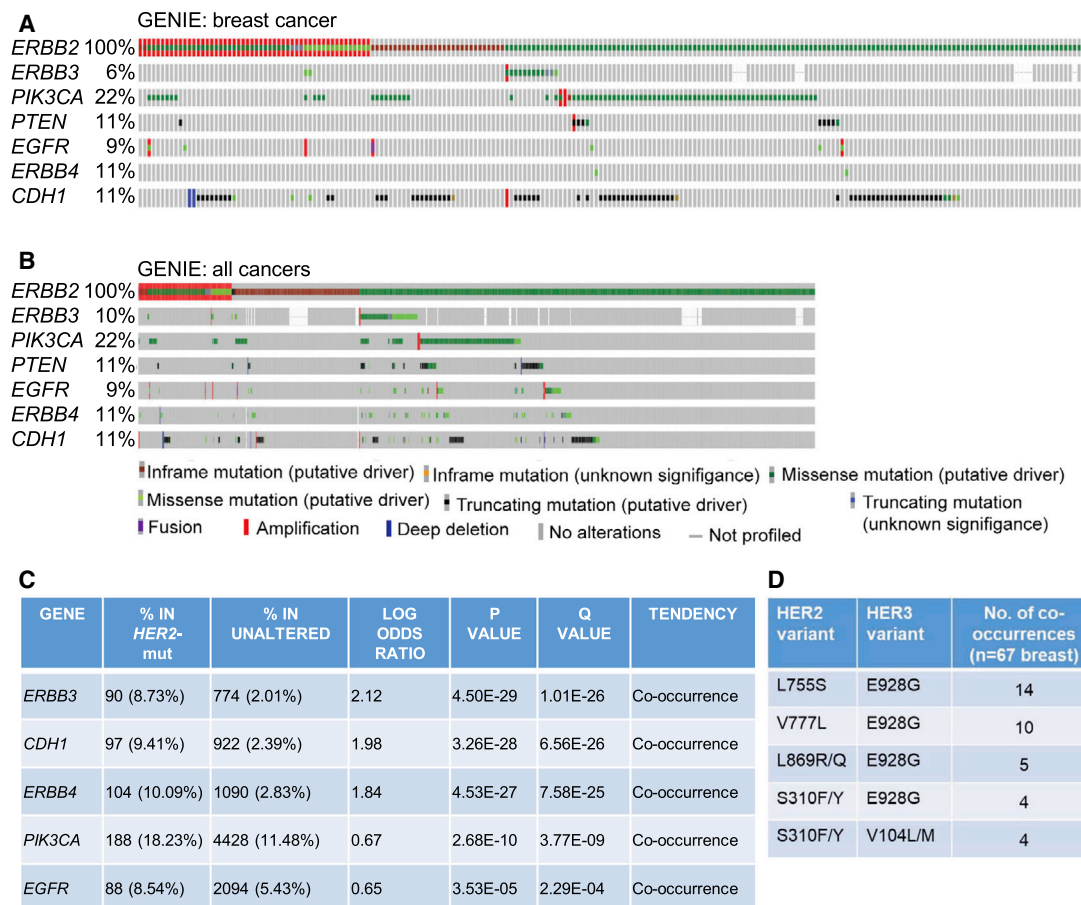 A
GENIE: breast cancer
ERBB2 100%
ERBB3 6%
PIK3CA 22%
PTEN 11%
EGFR 9%
ERBB4 11%
CDH1 11%
B
GENIE: all cancers
ERBB2 100%
ERBB3 10%
PIK3CA 22%
PTEN 11%
EGFR 9%
ERBB4 11%
CDH1 11%
Inframe mutation (putative driver) Inframe mutation (unknown signifigance) Missense mutation (putative driver)
Missense mutation (putative driver) Truncating mutation (putative driver) Truncating mutation
(unknown signifigance)
Fusion Amplification Deep deletion No alterations Not profiled
C
GENE % IN HER2-mut % IN UNALTERED LOG ODDS RATIO P VALUE Q VALUE TENDENCY
ERBB3 90 (8.73%) 774 (2.01%) 2.12 4.50E-29 1.01E-26 Co-occurrence
CDH1 97 (9.41%) 922 (2.39%) 1.98 3.26E-28 6.56E-26 Co-occurrence
ERBB4 104 (10.09%) 1090 (2.83%) 1.84 4.53E-27 7.58E-25 Co-occurrence
PIK3CA 188 (18.23%) 4428 (11.48%) 0.67 2.68E-10 3.77E-09 Co-occurrence
EGFR 88 (8.54%) 2094 (5.43%) 0.65 3.53E-05 2.29E-04 Co-occurrence
D
HER2 variant HER3 variant No. of co-occurrences (n=67 breast)
L755S E928G 14
V777L E928G 10
L869R/Q E928G 5
S310F/Y E928G 4
S310F/Y V104L/M 4